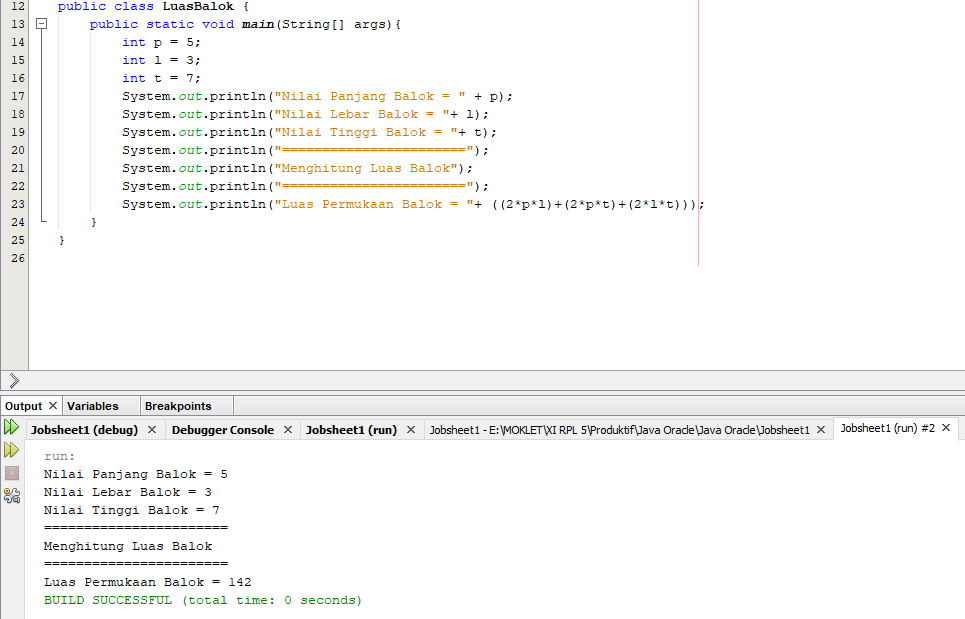 12 public class LuasBalok {
13 public static void main(String[] args){
14 int p = 5;
15 int l = 3;
16 int t = 7;
17 System.out.println("Nilai Panjang Balok = " + p);
18 System.out.println("Nilai Lebar Balok = "+ l);
19 System.out.println("Nilai Tinggi Balok = "+ t);
20 System.out.println("=======================");
21 System.out.println("Menghitung Luas Balok");
22 System.out.println("=======================");
23 System.out.println("Luas Permukaan Balok = "+ ((2*p*l)+(2*p*t)+(2*l*t)));
24 }
25 }
26
Output Variables Breakpoints
Jobsheet1 (debug) Debugger Console Jobsheet1 (run) Jobsheet1 - E:\MOKLET\XI RPL 5\Produktif\Java Oracle\Java Oracle\Jobsheet1 Jobsheet1 (run) #2
run:
Nilai Panjang Balok = 5
Nilai Lebar Balok = 3
Nilai Tinggi Balok = 7
=======================
Menghitung Luas Balok
=======================
Luas Permukaan Balok = 142
BUILD SUCCESSFUL (total time: 0 seconds)